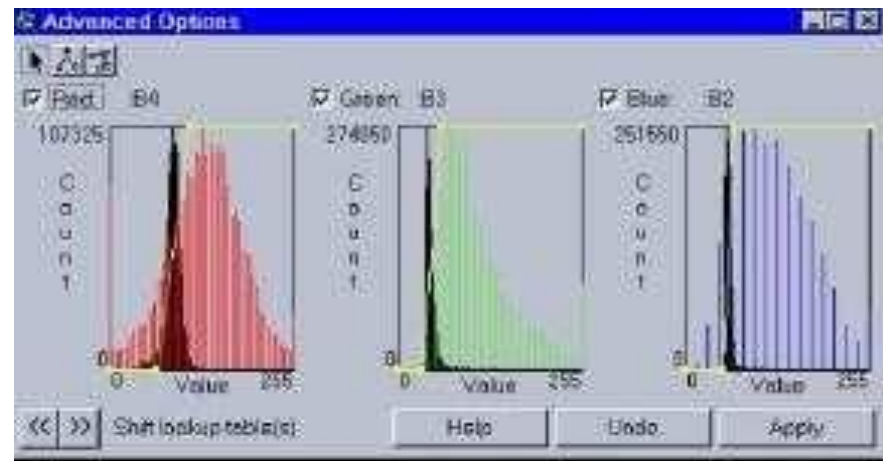 Advanced Options
Red: B4
Green: B3
Blue: B2
107325
Count
0
0 Value 255
274850
Count
0
0 Value 255
251550
Count
0
0 Value 255
<< >> Shift lookup table(s) Help Undo Apply